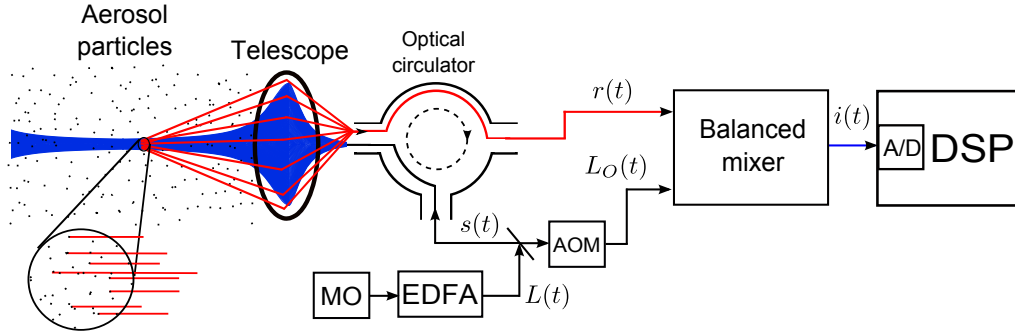 Aerosol
particles
Telescope
Optical
circulator
r(t)
Balanced
mixer
i(t)
A/D
DSP
L_O(t)
s(t)
AOM
MO
EDFA
L(t)